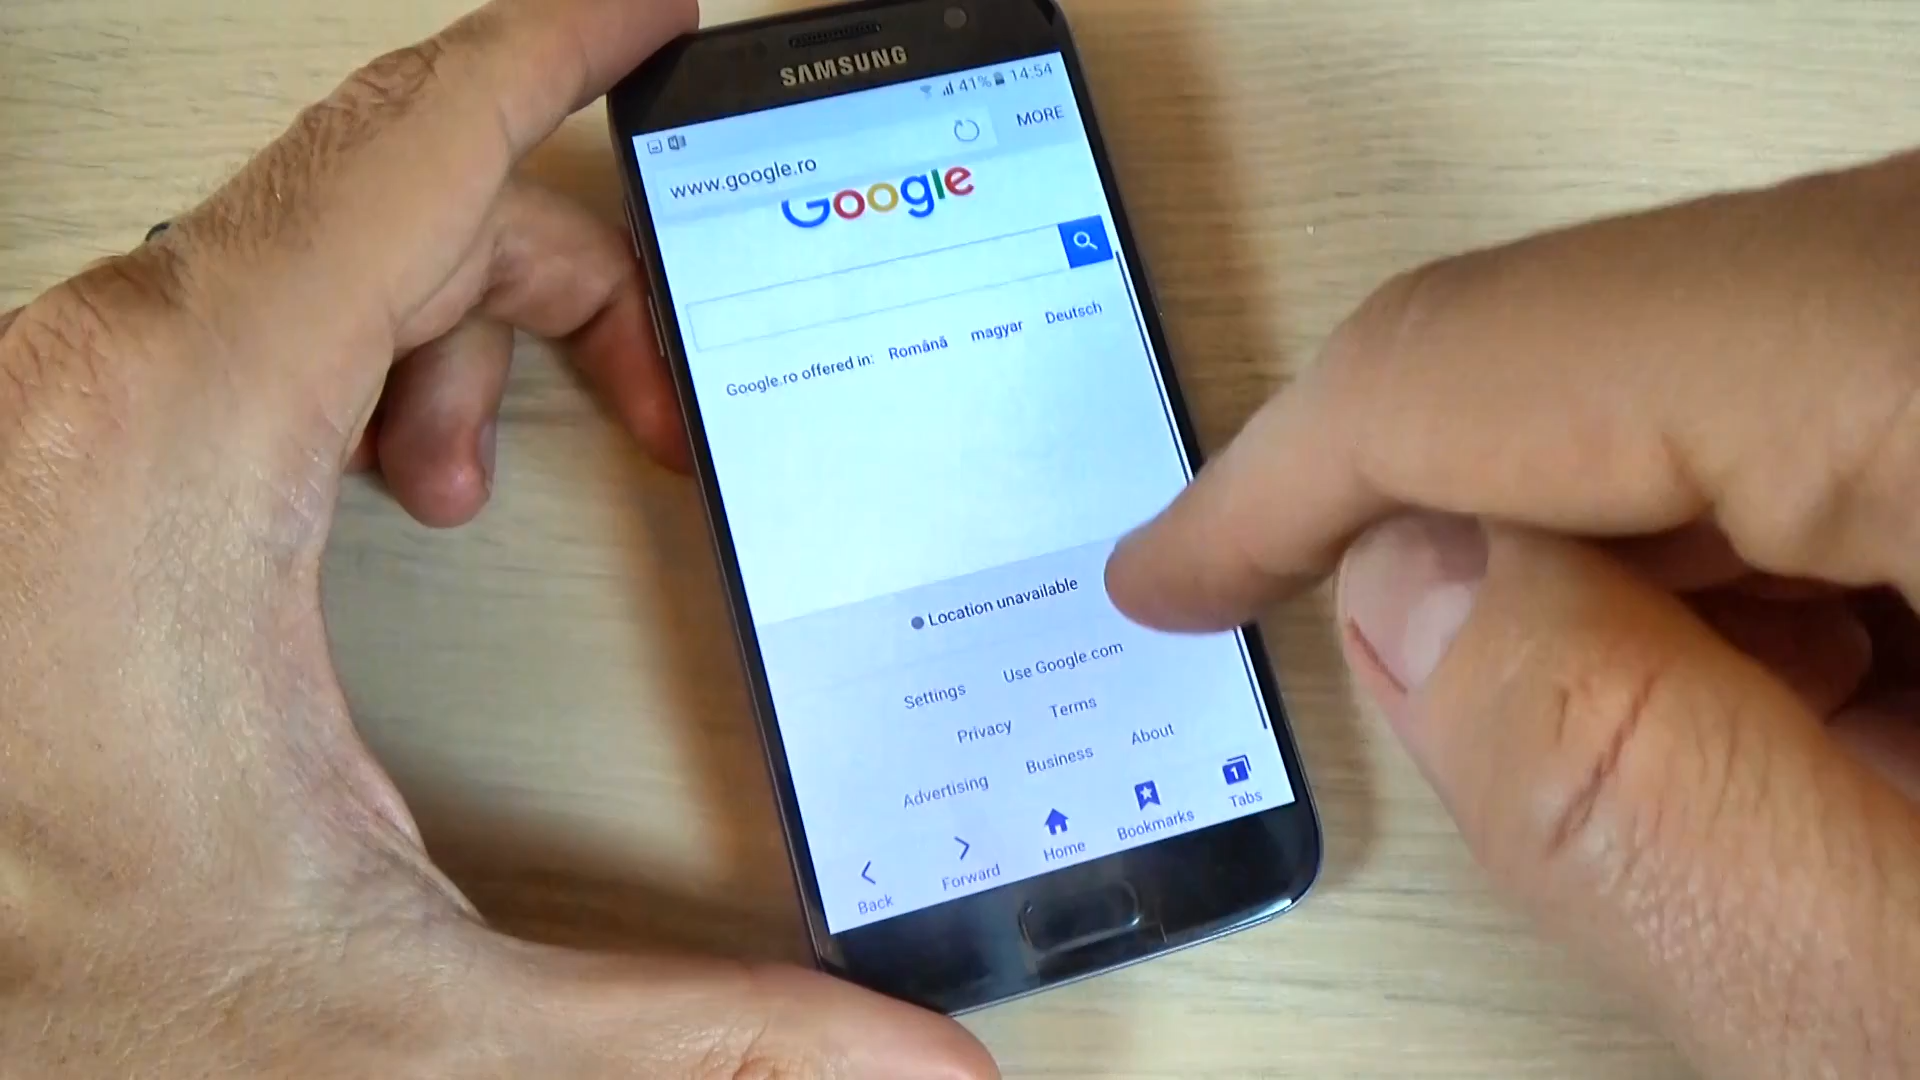 SAMSUNG
41% 14:54
www.google.ro
MORE
Google
Google.ro offered in: Română magyar Deutsch
Location unavailable
Settings Use Google.com
Privacy Terms
Advertising Business About
Back Forward Home Bookmarks 1 Tabs